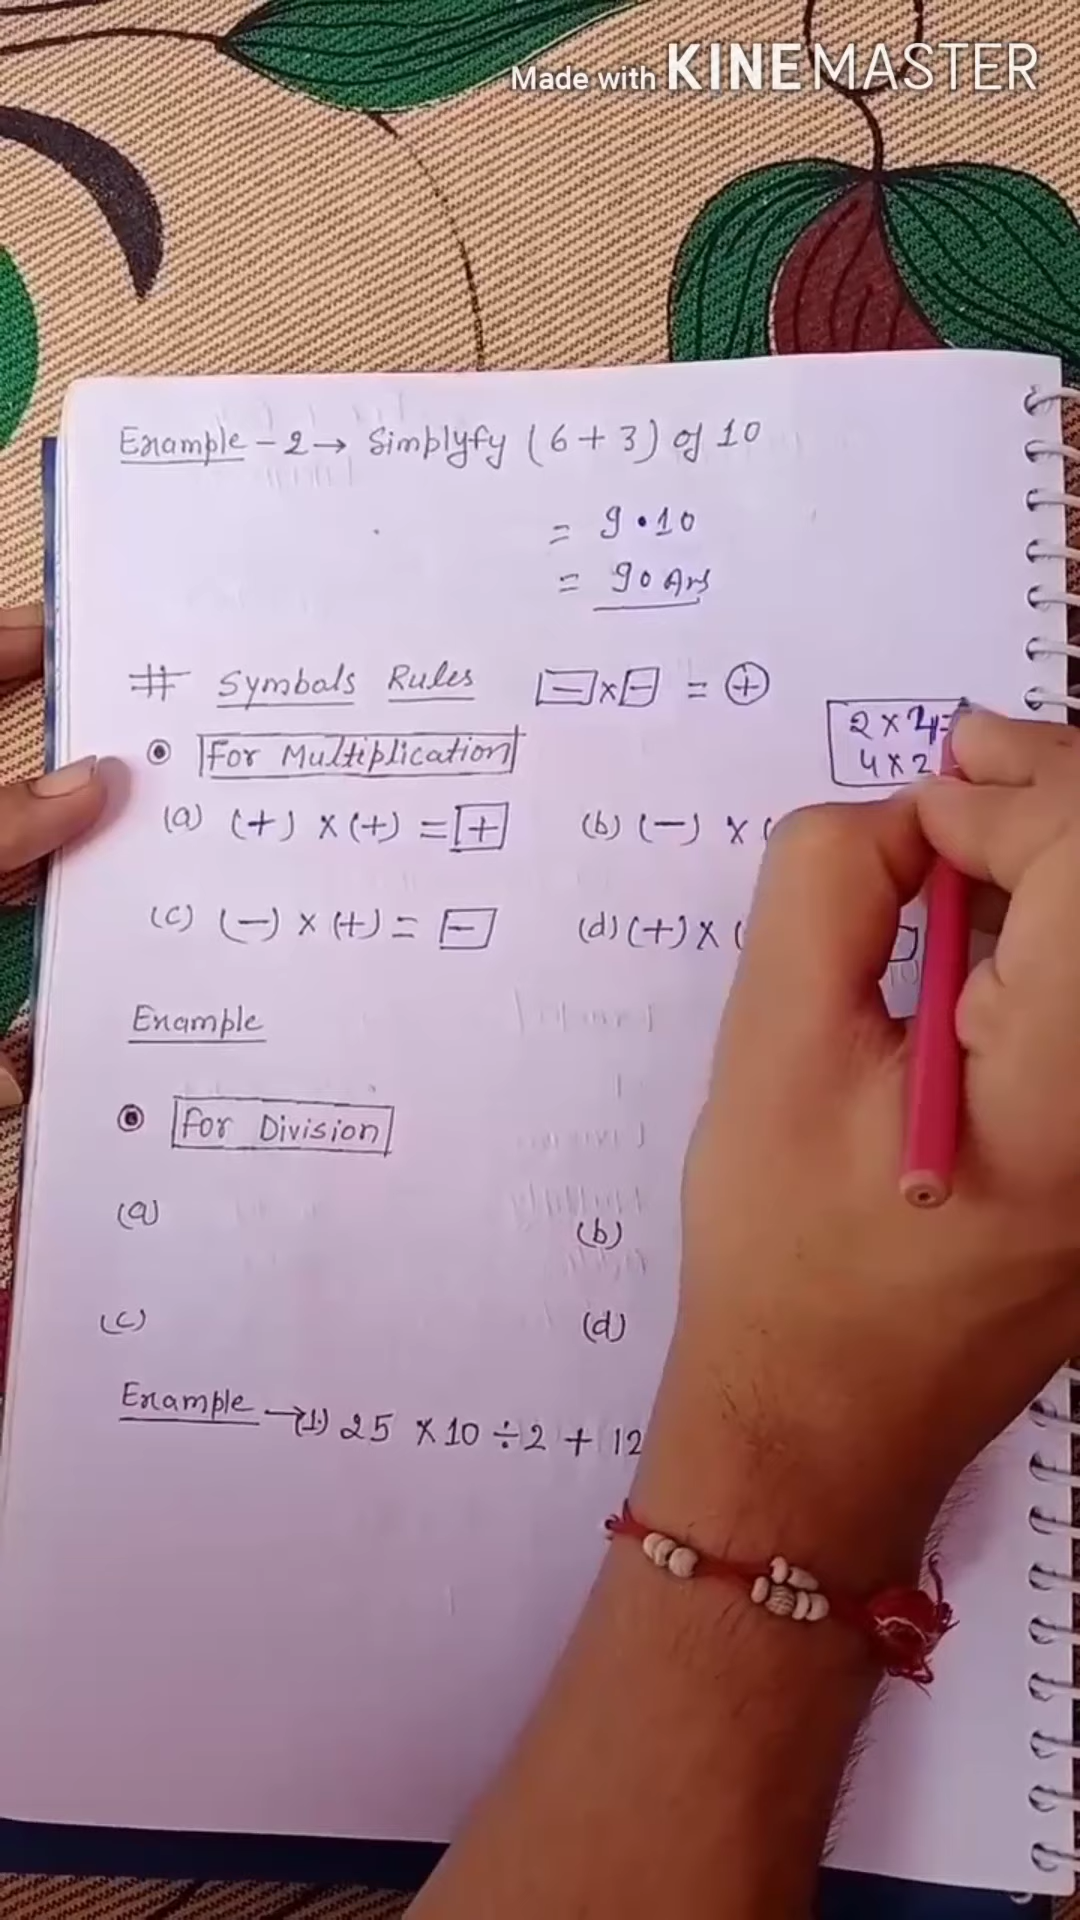 Made with KINEMASTER
Example - 2 → Simplyfy (6 + 3) of 10
= 9 • 10
= 90 Ans
# Symbals Rules [-] × [-] = (+)
2 × 4 =
4 × 2
For Multiplication
(a) (+) × (+) = [+] (b) (-) × (
(c) (-) × (+) = [-] (d) (+) × (
Example
For Division
(a)
(b)
(c) (d)
Example → (1) 25 × 10 ÷ 2 + 12